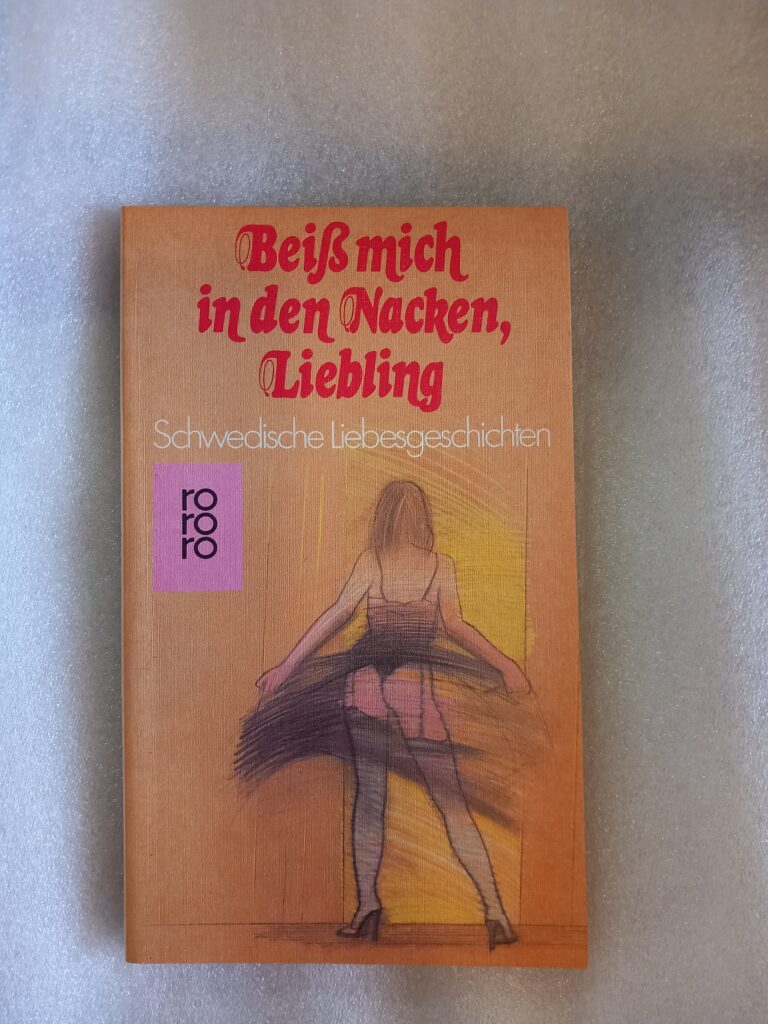 Beiß mich
in den Nacken,
Liebling
Schwedische Liebesgeschichten
ro
ro
ro